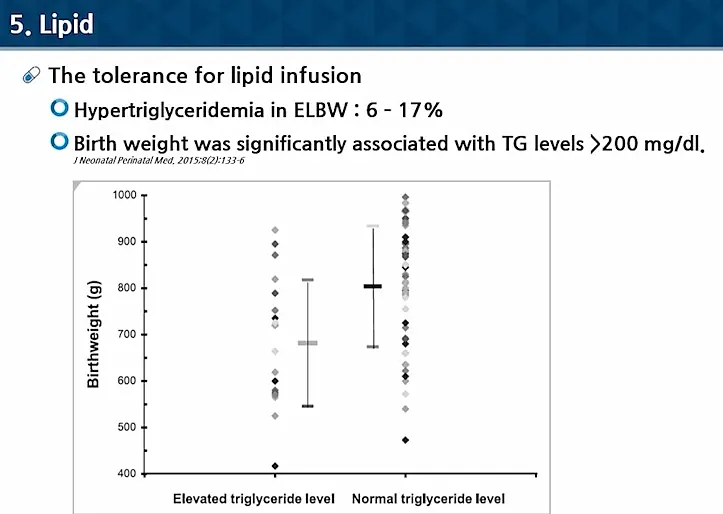 5. Lipid
The tolerance for lipid infusion
Hypertriglyceridemia in ELBW : 6 - 17%
Birth weight was significantly associated with TG levels >200 mg/dl.
J Neonatal Perinatal Med. 2015;8(2):133-6
1000
900
800
700
600
500
400
Birthweight (g)
Elevated triglyceride level Normal triglyceride level